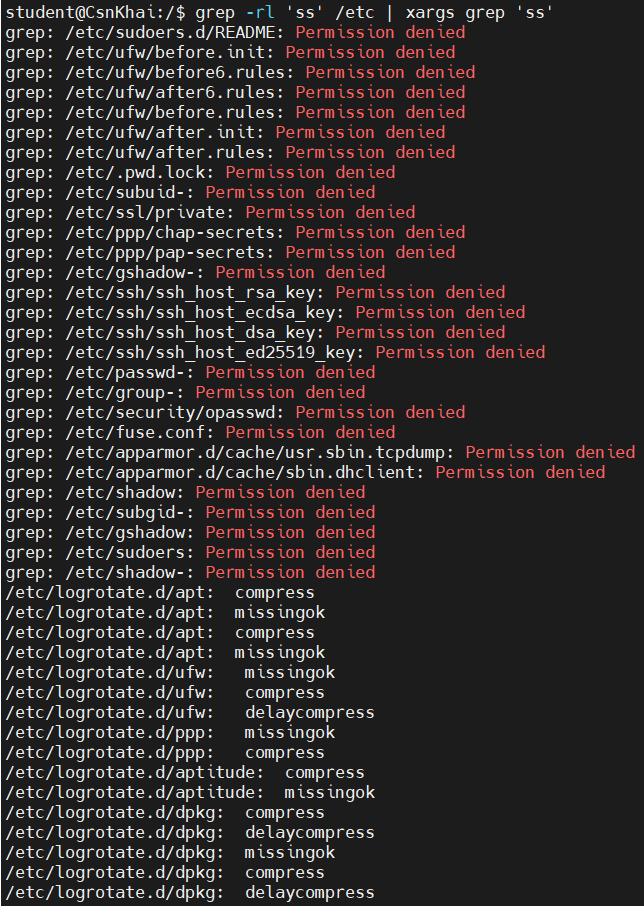 student@CsnKhai:/$ grep -rl 'ss' /etc | xargs grep 'ss'
grep: /etc/sudoers.d/README: Permission denied
grep: /etc/ufw/before.init: Permission denied
grep: /etc/ufw/before6.rules: Permission denied
grep: /etc/ufw/after6.rules: Permission denied
grep: /etc/ufw/before.rules: Permission denied
grep: /etc/ufw/after.init: Permission denied
grep: /etc/ufw/after.rules: Permission denied
grep: /etc/.pwd.lock: Permission denied
grep: /etc/subuid-: Permission denied
grep: /etc/ssl/private: Permission denied
grep: /etc/ppp/chap-secrets: Permission denied
grep: /etc/ppp/pap-secrets: Permission denied
grep: /etc/gshadow-: Permission denied
grep: /etc/ssh/ssh_host_rsa_key: Permission denied
grep: /etc/ssh/ssh_host_ecdsa_key: Permission denied
grep: /etc/ssh/ssh_host_dsa_key: Permission denied
grep: /etc/ssh/ssh_host_ed25519_key: Permission denied
grep: /etc/passwd-: Permission denied
grep: /etc/group-: Permission denied
grep: /etc/security/opasswd: Permission denied
grep: /etc/fuse.conf: Permission denied
grep: /etc/apparmor.d/cache/usr.sbin.tcpdump: Permission denied
grep: /etc/apparmor.d/cache/sbin.dhclient: Permission denied
grep: /etc/shadow: Permission denied
grep: /etc/subgid-: Permission denied
grep: /etc/gshadow: Permission denied
grep: /etc/sudoers: Permission denied
grep: /etc/shadow-: Permission denied
/etc/logrotate.d/apt:  compress
/etc/logrotate.d/apt:  missingok
/etc/logrotate.d/apt:  compress
/etc/logrotate.d/apt:  missingok
/etc/logrotate.d/ufw:   missingok
/etc/logrotate.d/ufw:   compress
/etc/logrotate.d/ufw:   delaycompress
/etc/logrotate.d/ppp:   missingok
/etc/logrotate.d/ppp:   compress
/etc/logrotate.d/aptitude:  compress
/etc/logrotate.d/aptitude:  missingok
/etc/logrotate.d/dpkg:  compress
/etc/logrotate.d/dpkg:  delaycompress
/etc/logrotate.d/dpkg:  missingok
/etc/logrotate.d/dpkg:  compress
/etc/logrotate.d/dpkg:  delaycompress